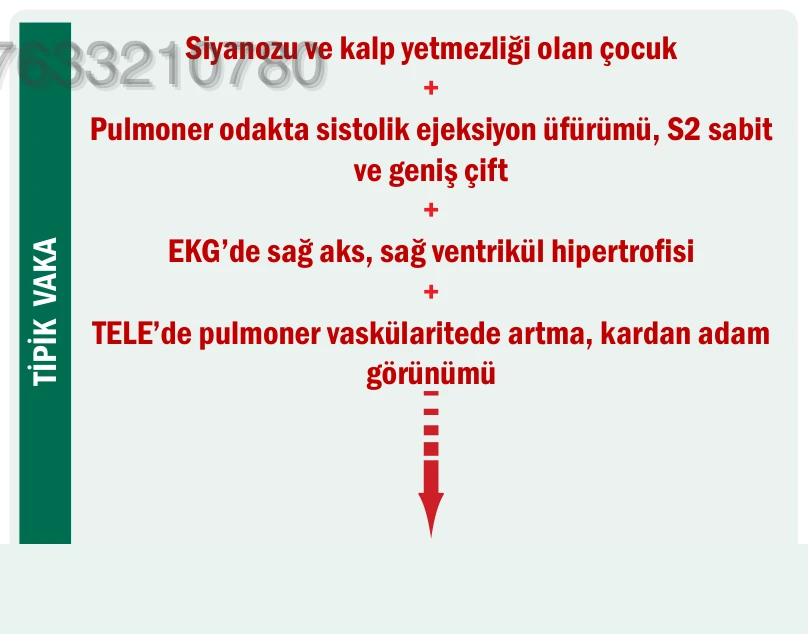 7633210780
Siyanozu ve kalp yetmezliği olan çocuk
+
Pulmoner odakta sistolik ejeksiyon üfürümü, S2 sabit
ve geniş çift
+
EKG’de sağ aks, sağ ventrikül hipertrofisi
+
TELE’de pulmoner vaskülaritede artma, kardan adam
görünümü
TİPİK VAKA